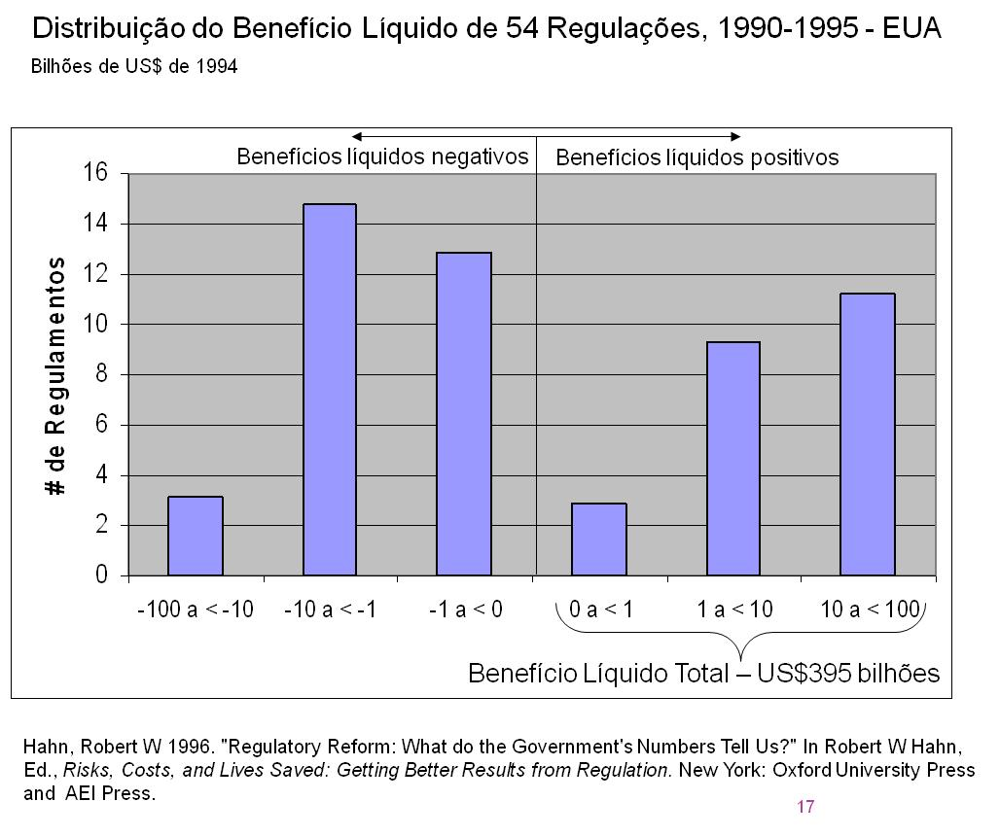 Distribuição do Benefício Líquido de 54 Regulações, 1990-1995 - EUA
Bilhões de US$ de 1994
Benefícios líquidos negativos
Benefícios líquidos positivos
# de Regulamentos
16
14
12
10
8
6
4
2
0
-100 a < -10
-10 a < -1
-1 a < 0
0 a < 1
1 a < 10
10 a < 100
Benefício Líquido Total – US$395 bilhões
Hahn, Robert W 1996. "Regulatory Reform: What do the Government's Numbers Tell Us?" In Robert W Hahn,
Ed., Risks, Costs, and Lives Saved: Getting Better Results from Regulation. New York: Oxford University Press
and AEI Press.
17